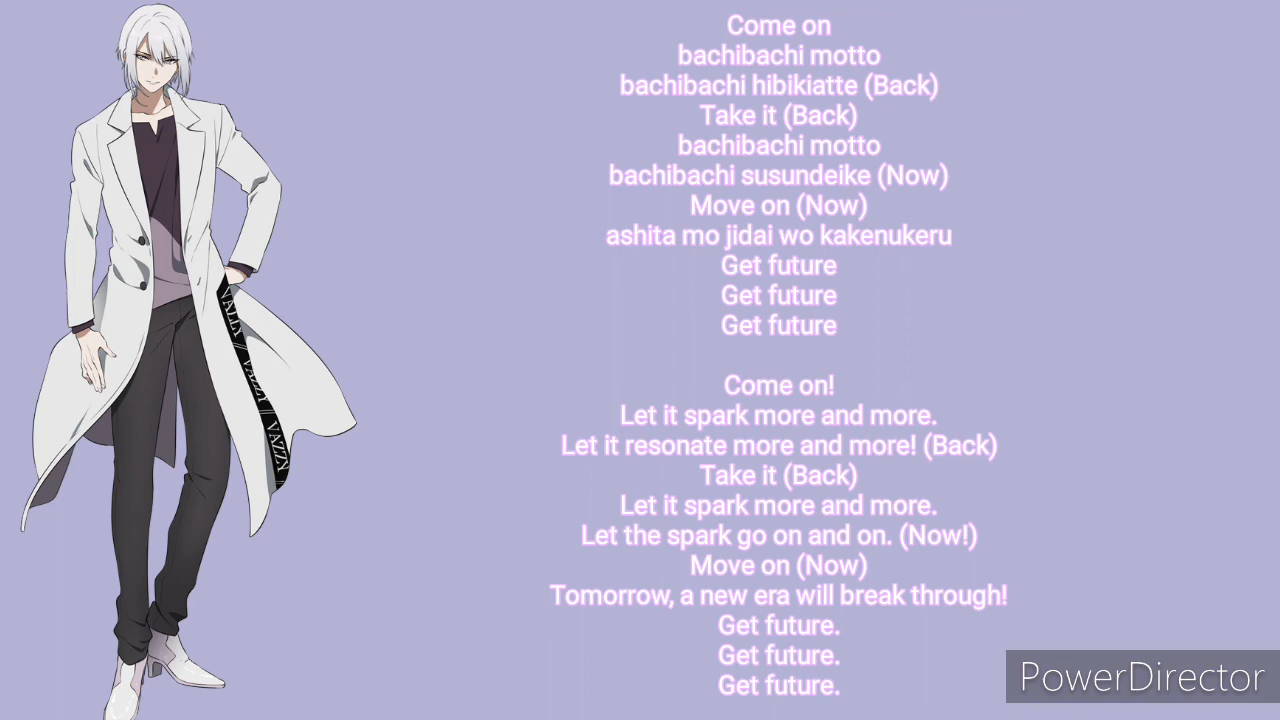 Come on
bachibachi motto
bachibachi hibikiatte (Back)
Take it (Back)
bachibachi motto
bachibachi susundeike (Now)
Move on (Now)
ashita mo jidai wo kakenukeru
Get future
Get future
Get future
Come on!
Let it spark more and more.
Let it resonate more and more! (Back)
Take it (Back)
Let it spark more and more.
Let the spark go on and on. (Now!)
Move on (Now)
Tomorrow, a new era will break through!
Get future.
Get future.
Get future.
VALLY // VAZZY // VAZZY
PowerDirector